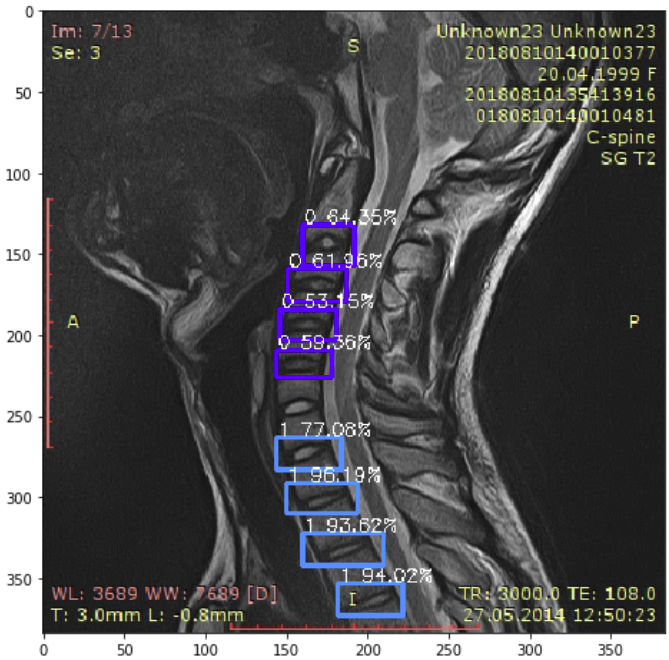 0
50
100
150
200
250
300
350
0 50 100 150 200 250 300 350
Im: 7/13
Se: 3
S
Unknown23 Unknown23
20180810140010377
20.04.1999 F
20180810135413916
0180810140010481
C-spine
SG T2
0 64.35%
0 61.96%
0 53.15%
0 59.36%
A
P
1 77.08%
1 96.19%
1 93.62%
1 94.02%
I
WL: 3689 WW: 7689 [D]
T: 3.0mm L: -0.8mm
TR: 3000.0 TE: 108.0
27.05.2014 12:50:23